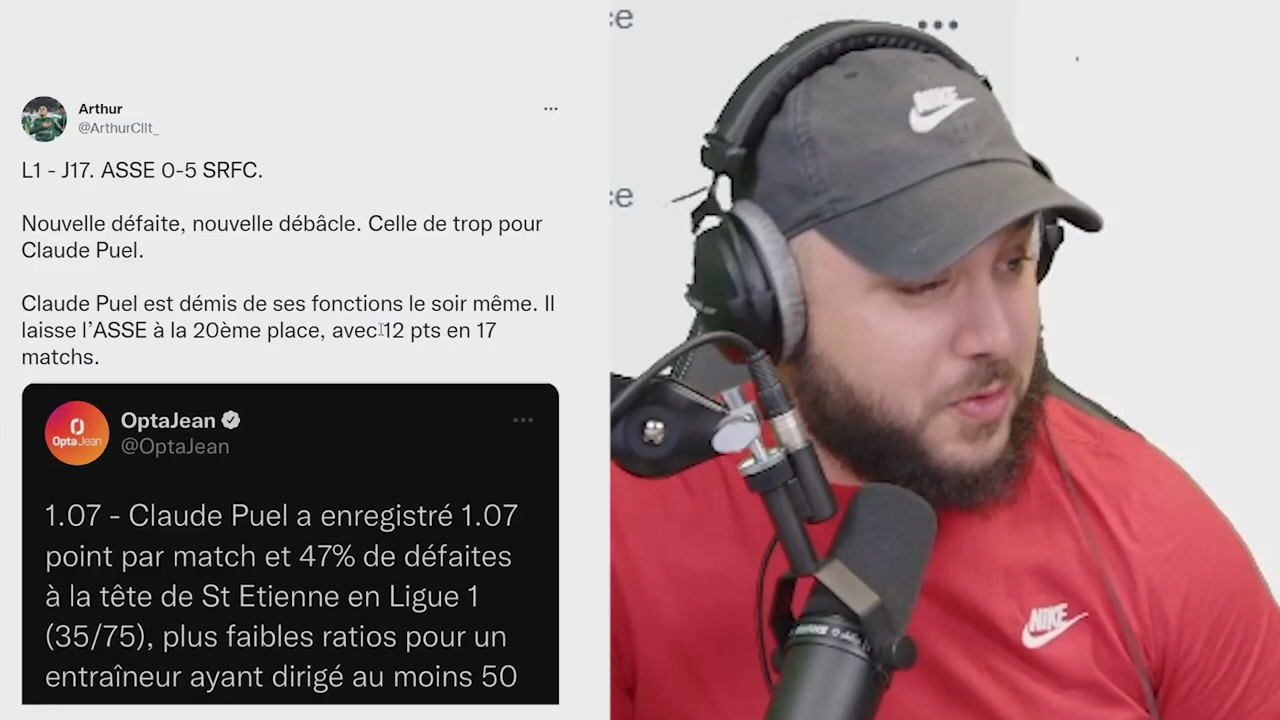 Arthur
@ArthurCllt_
L1 - J17. ASSE 0-5 SRFC.
Nouvelle défaite, nouvelle débâcle. Celle de trop pour
Claude Puel.
Claude Puel est démis de ses fonctions le soir même. Il
laisse l'ASSE à la 20ème place, avec 12 pts en 17
matchs.
OptaJean
@OptaJean
Opta Jean
1.07 - Claude Puel a enregistré 1.07
point par match et 47% de défaites
à la tête de St Etienne en Ligue 1
(35/75), plus faibles ratios pour un
entraîneur ayant dirigé au moins 50
ce
ce
NIKE
NIKE